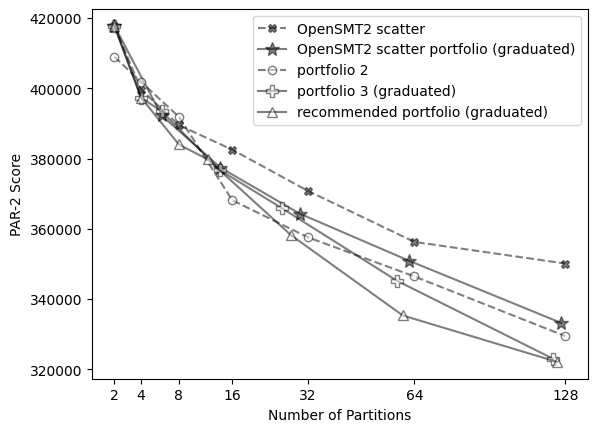 420000
400000
380000
360000
340000
320000
PAR-2 Score
OpenSMT2 scatter
OpenSMT2 scatter portfolio (graduated)
portfolio 2
portfolio 3 (graduated)
recommended portfolio (graduated)
2 4 8 16 32 64 128
Number of Partitions